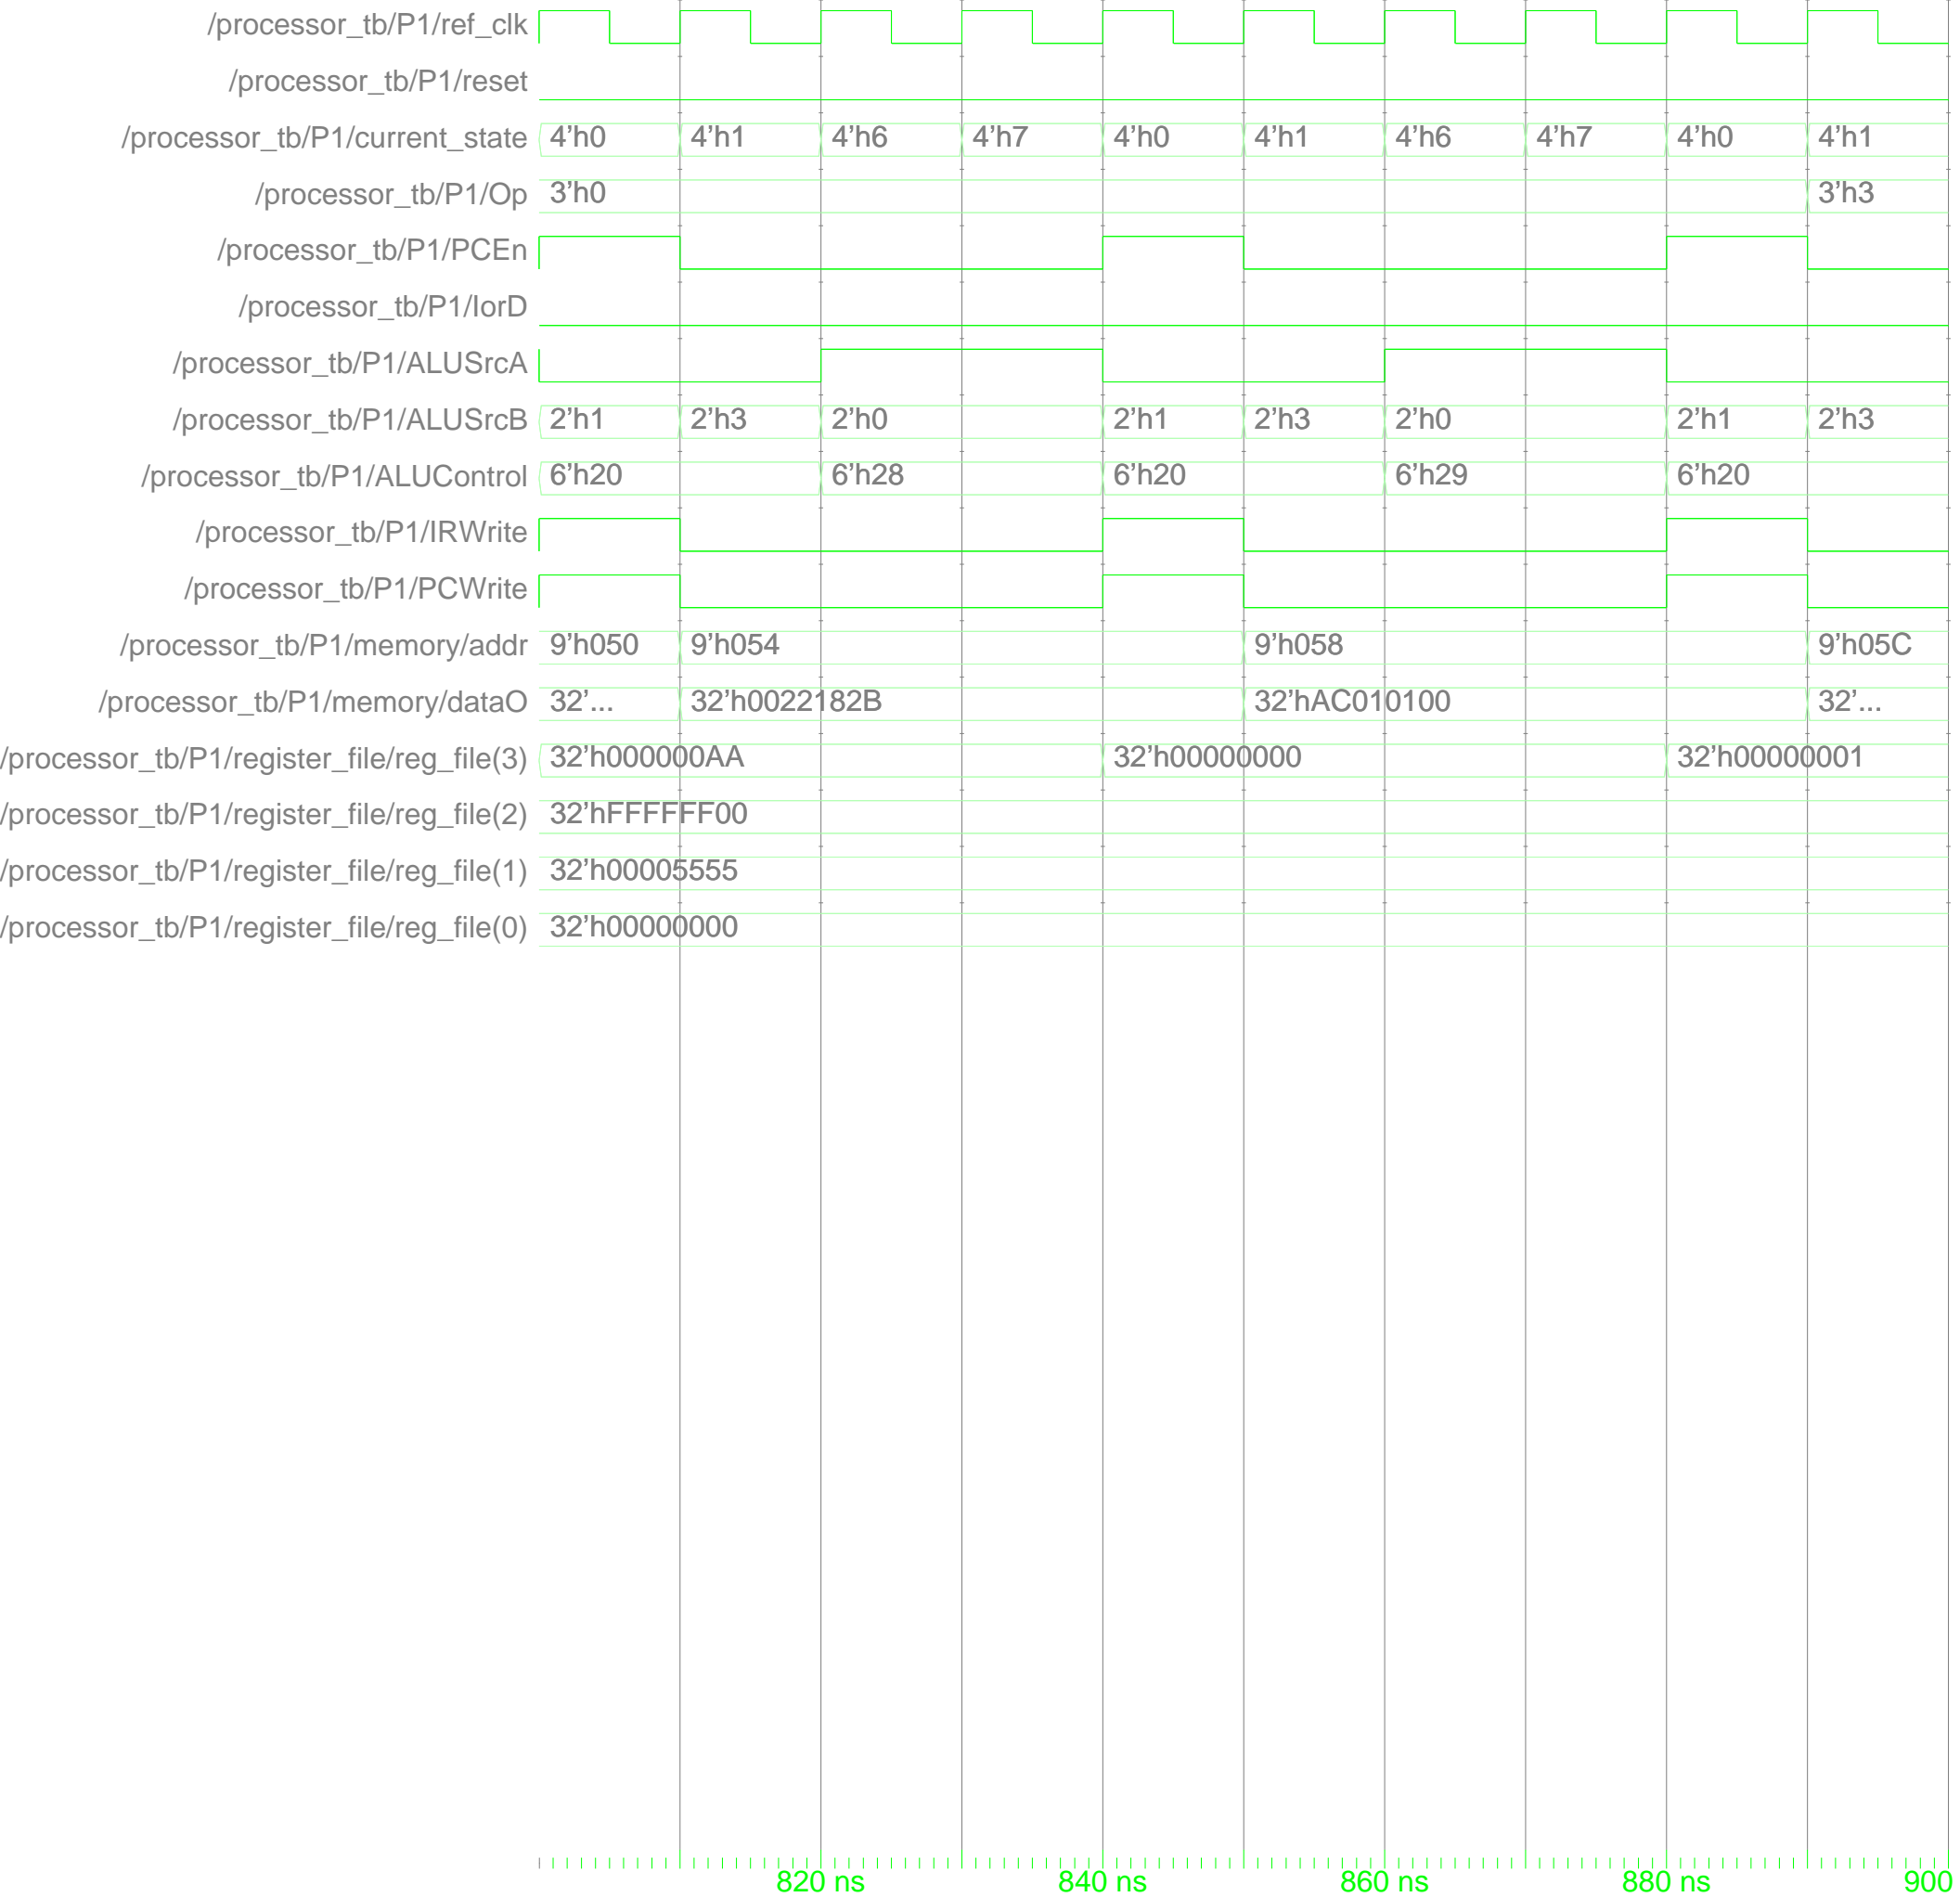 /processor_tb/P1/ref_clk
/processor_tb/P1/reset
/processor_tb/P1/current_state 4'h0 4'h1 4'h6 4'h7 4'h0 4'h1 4'h6 4'h7 4'h0 4'h1
/processor_tb/P1/Op 3'h0 3'h3
/processor_tb/P1/PCEn
/processor_tb/P1/IorD
/processor_tb/P1/ALUSrcA
/processor_tb/P1/ALUSrcB 2'h1 2'h3 2'h0 2'h1 2'h3 2'h0 2'h1 2'h3
/processor_tb/P1/ALUControl 6'h20 6'h28 6'h20 6'h29 6'h20
/processor_tb/P1/IRWrite
/processor_tb/P1/PCWrite
/processor_tb/P1/memory/addr 9'h050 9'h054 9'h058 9'h05C
/processor_tb/P1/memory/dataO 32'... 32'h0022182B 32'hAC010100 32'...
/processor_tb/P1/register_file/reg_file(3) 32'h000000AA 32'h00000000 32'h00000001
/processor_tb/P1/register_file/reg_file(2) 32'hFFFFFF00
/processor_tb/P1/register_file/reg_file(1) 32'h00005555
/processor_tb/P1/register_file/reg_file(0) 32'h00000000
820 ns 840 ns 860 ns 880 ns 900